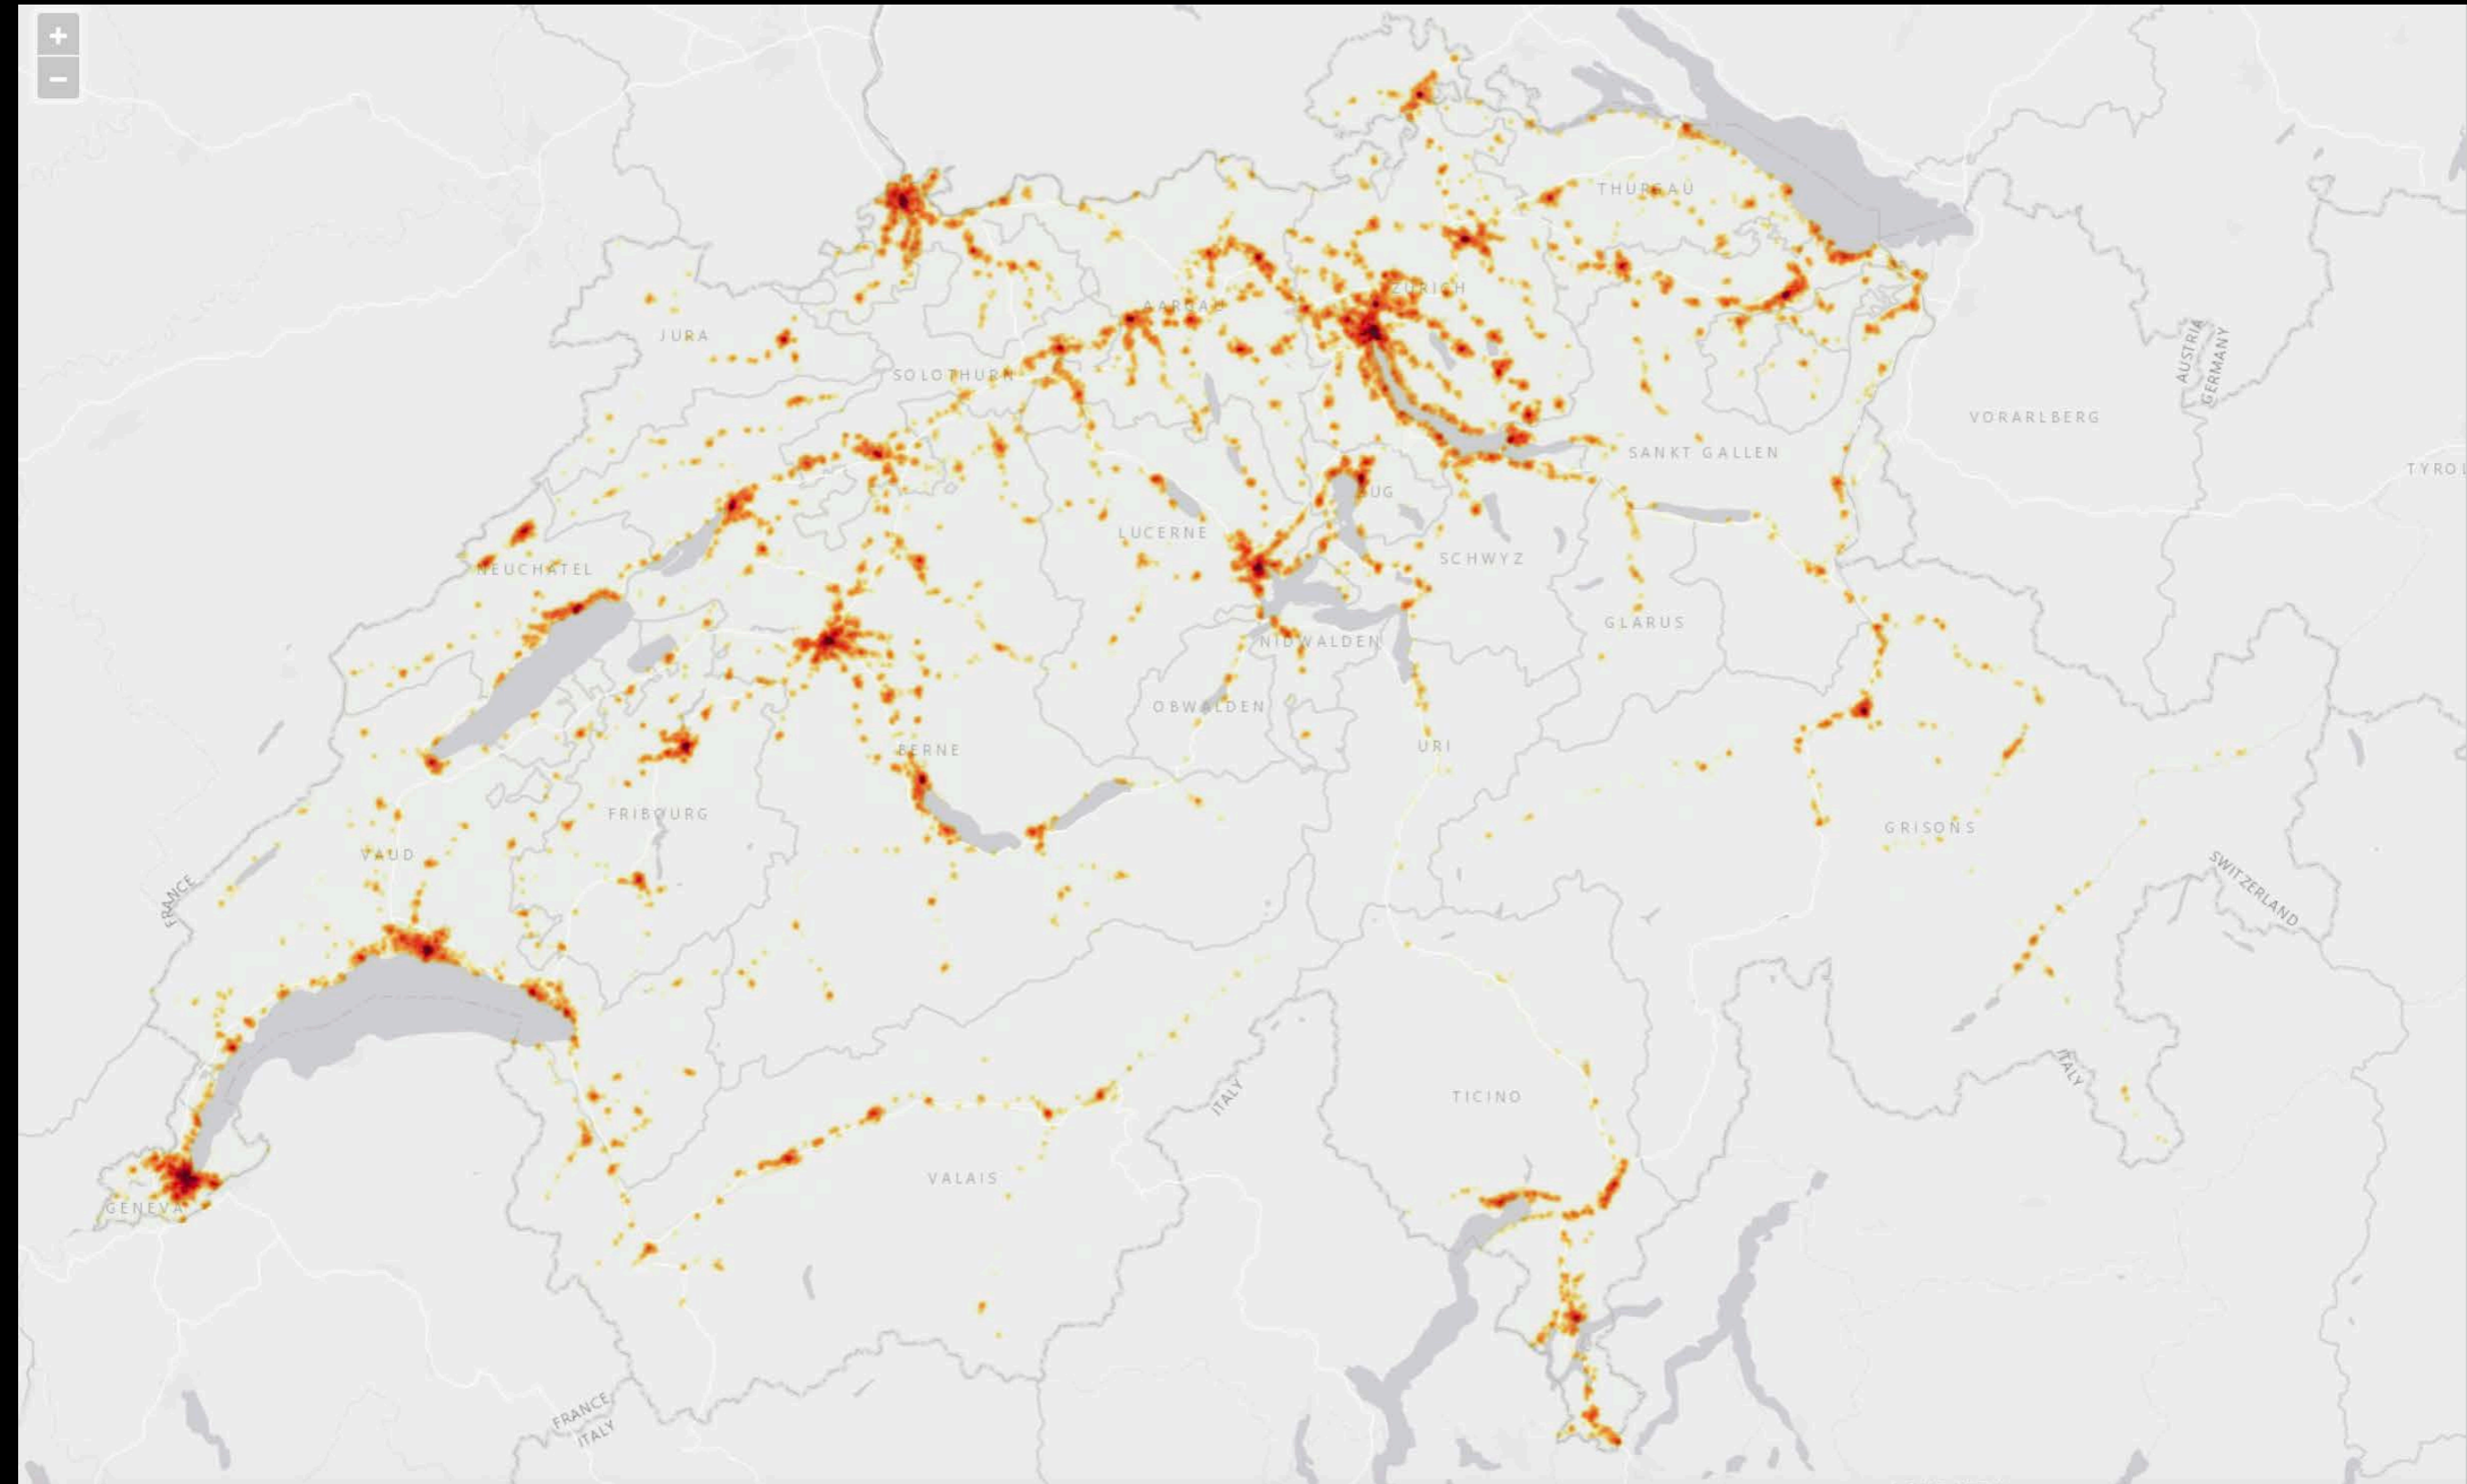 +
−
THURGAU
ZURICH
AARGAU
JURA
SOLOTHURN
AUSTRIA
GERMANY
VORARLBERG
SANKT GALLEN
TYROL
ZUG
LUCERNE
SCHWYZ
NEUCHATEL
GLARUS
NIDWALDEN
OBWALDEN
BERNE
URI
FRIBOURG
GRISONS
VAUD
FRANCE
SWITZERLAND
ITALY
ITALY
TICINO
VALAIS
GENEVA
FRANCE
ITALY